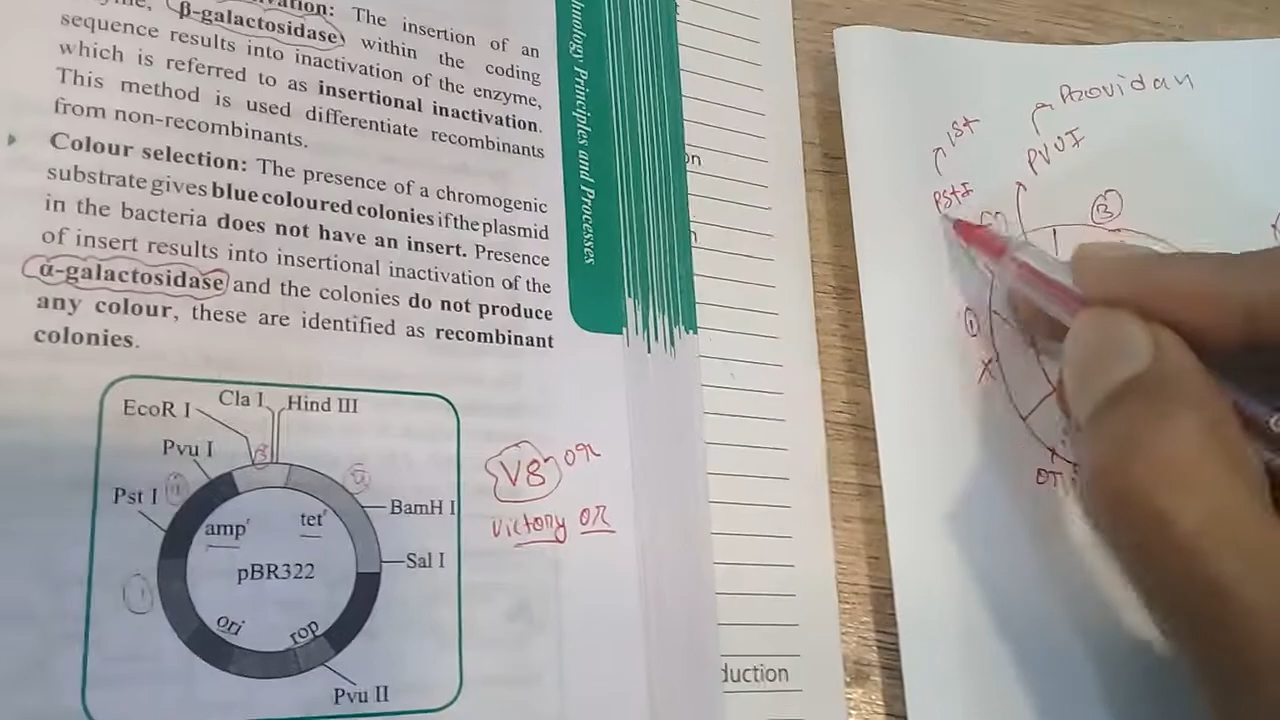 β-galactosidase, within the coding
The insertion of an
sequence results into inactivation of the enzyme,
which is referred to as insertional inactivation.
This method is used differentiate recombinants
from non-recombinants.
Colour selection: The presence of a chromogenic
substrate gives blue coloured colonies if the plasmid
in the bacteria does not have an insert. Presence
of insert results into insertional inactivation of the
α-galactosidase and the colonies do not produce
any colour, these are identified as recombinant
colonies.
Cla I
Hind III
EcoR I
Pvu I
Pst I
BamH I
Sal I
amp^r
tet^r
pBR322
ori
rop
Pvu II
V8 OR
Victory OR
Technology Principles and Processes
on
duction
Providan
1st
PVUI
PstI
3
1
X